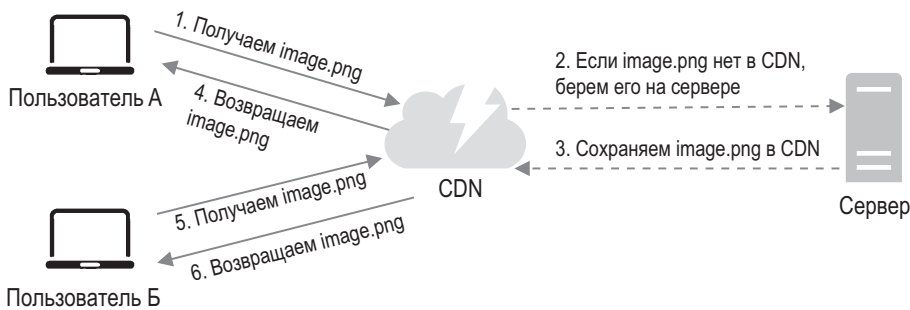 1. Получаем image.png
2. Если image.png нет в CDN,
берем его на сервере
Пользователь А
4. Возвращаем
image.png
3. Сохраняем image.png в CDN
CDN
Сервер
5. Получаем image.png
6. Возвращаем image.png
Пользователь Б